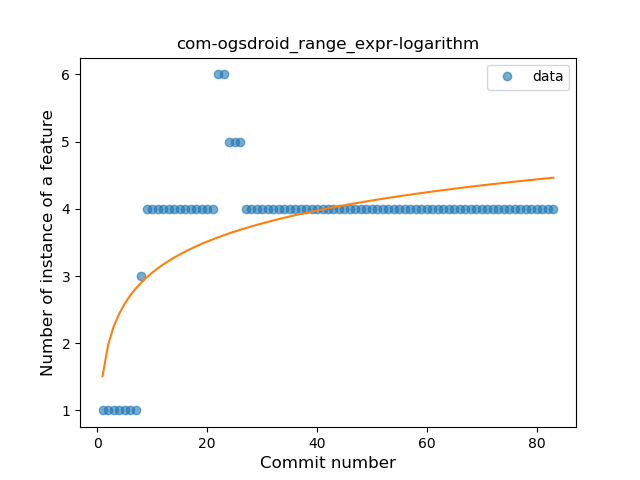 com-ogsdroid_range_expr-logarithm
data
Number of instance of a feature
6
5
4
3
2
1
0
20
40
60
80
Commit number